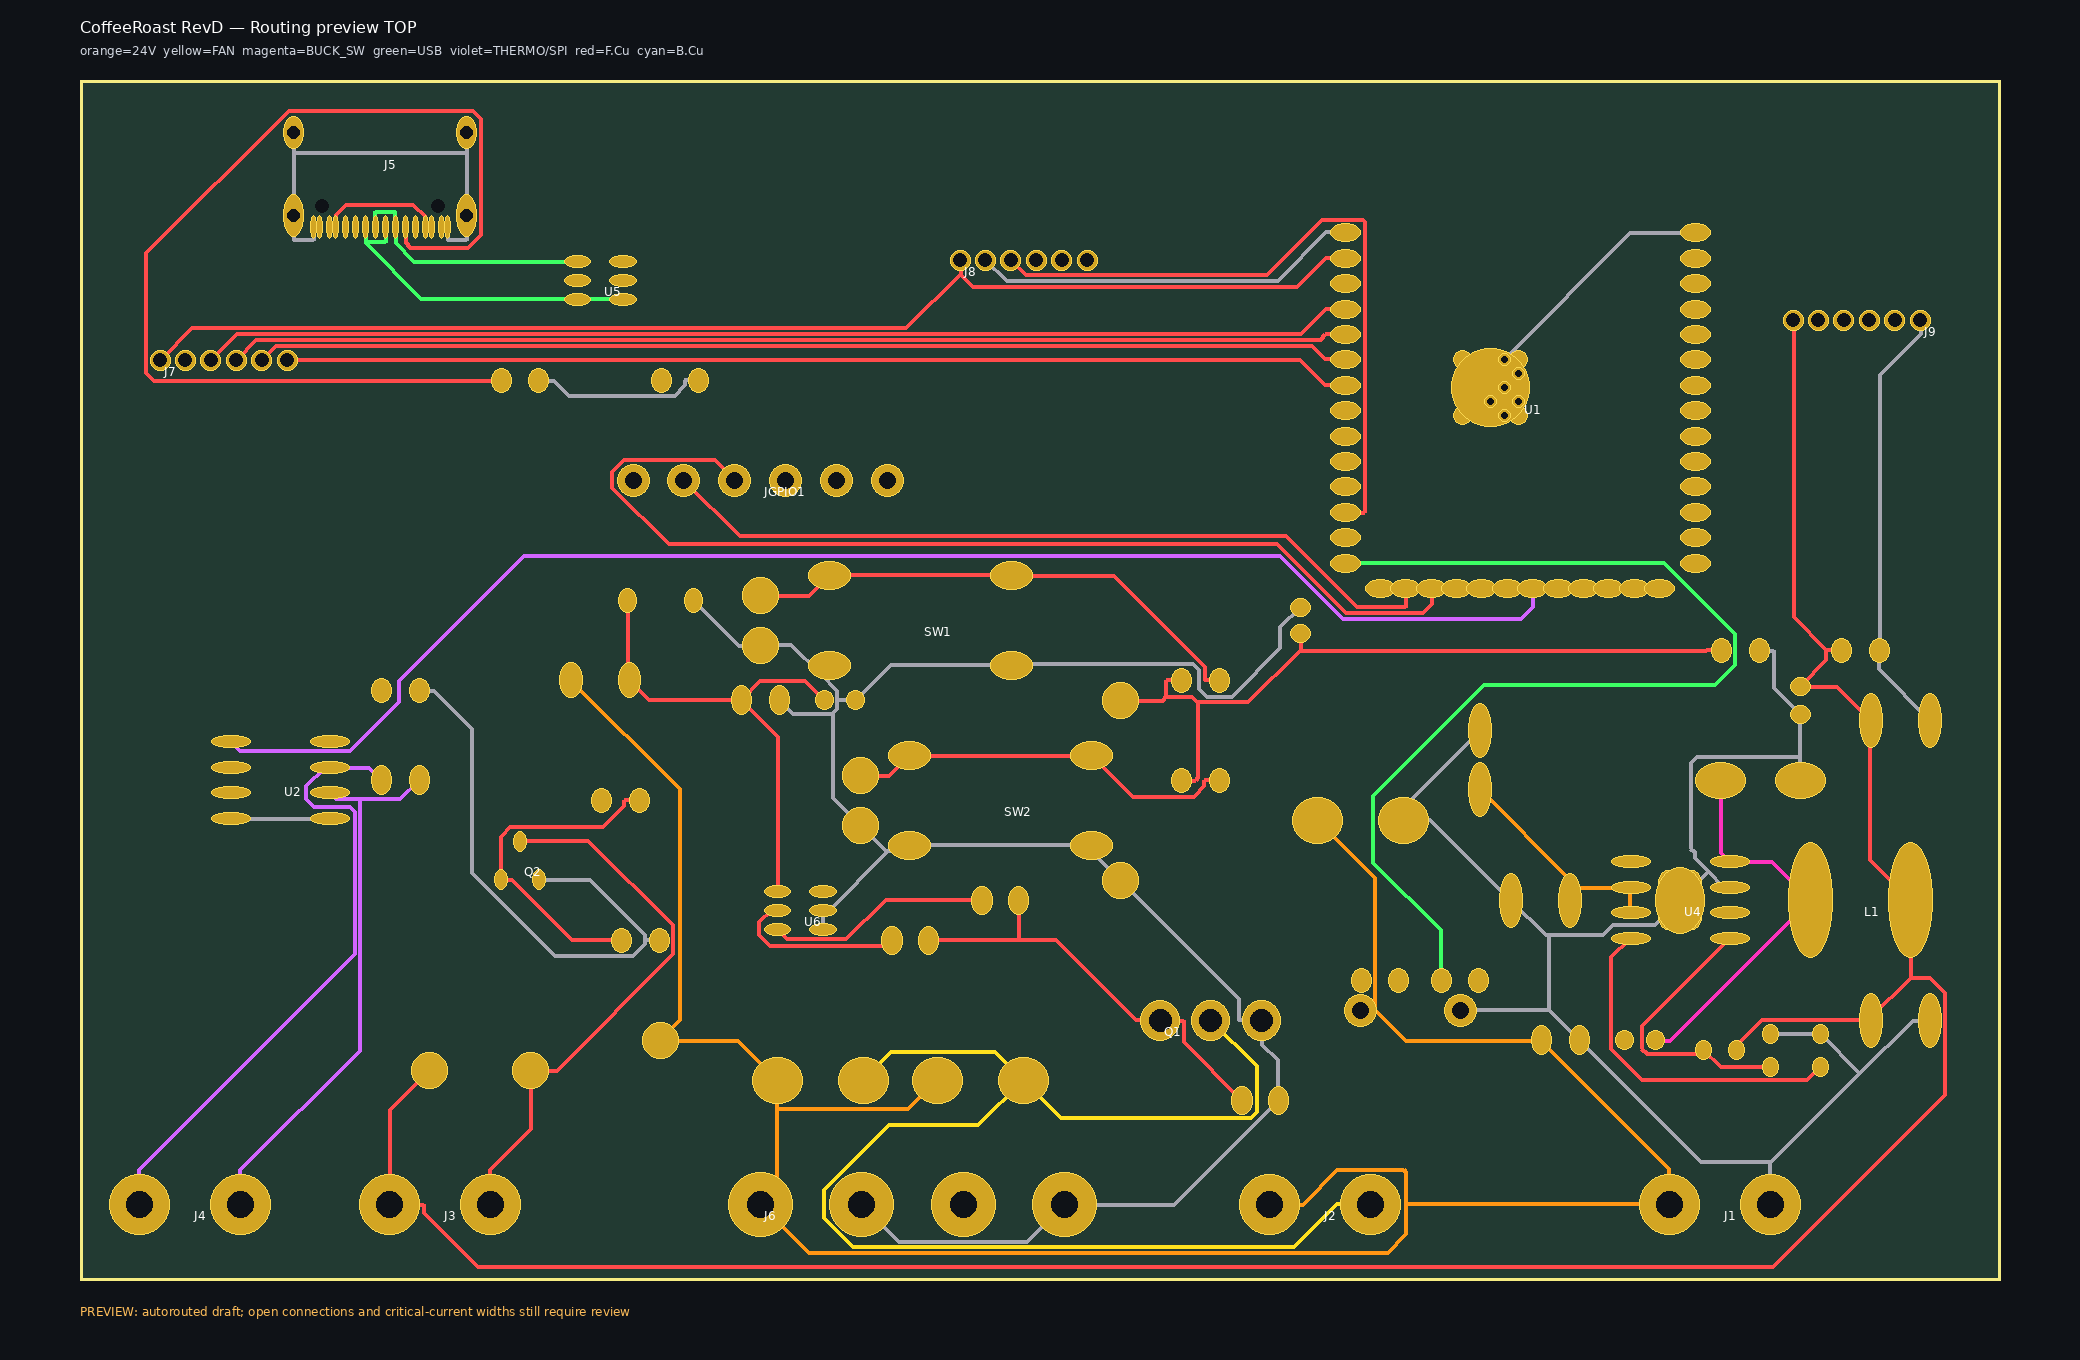 CoffeeRoast RevD — Routing preview TOP
orange=24V yellow=FAN magenta=BUCK_SW green=USB violet=THERMO/SPI red=F.Cu cyan=B.Cu
J5
J8
U5
J9
J7
U1
JGPIO1
SW1
U2
SW2
Q2
U6
U4
L1
Q1
J4
J3
J6
J2
J1
PREVIEW: autorouted draft; open connections and critical-current widths still require review